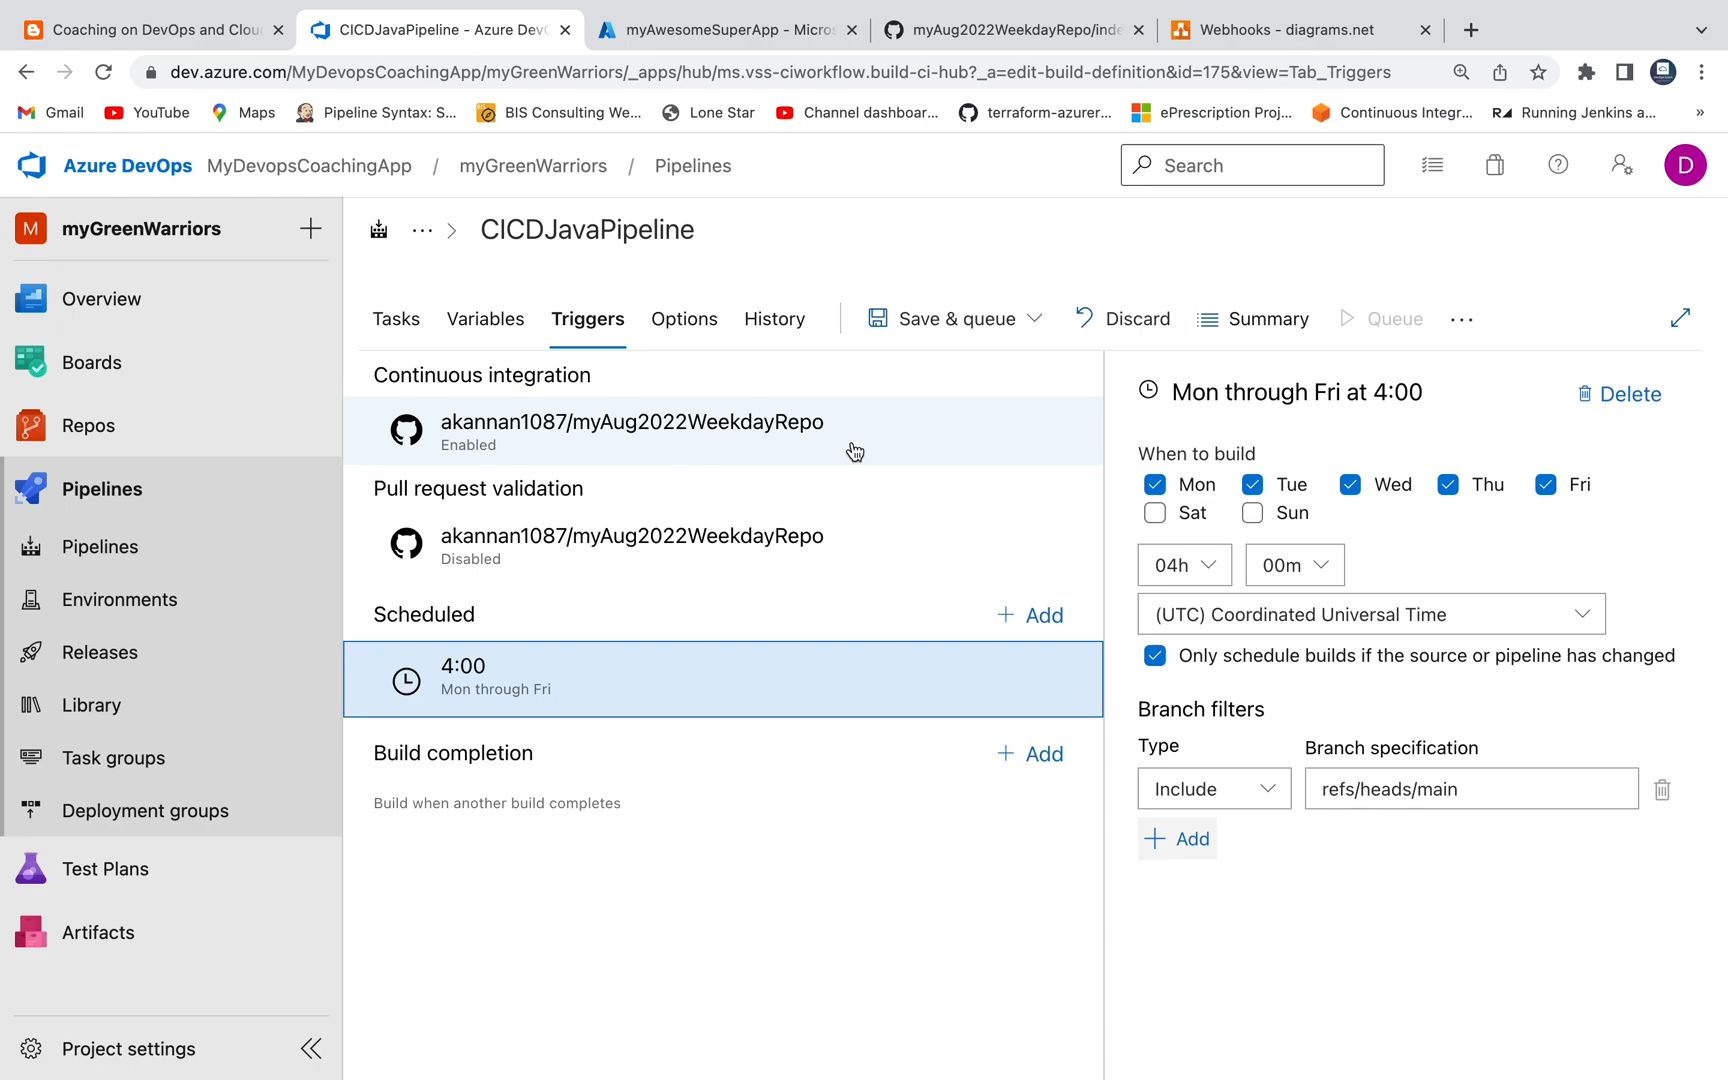 Coaching on DevOps and Clou
CICDJavaPipeline - Azure Dev
myAwesomeSuperApp - Micros
myAug2022WeekdayRepo/inde
Webhooks - diagrams.net
dev.azure.com/MyDevopsCoachingApp/myGreenWarriors/_apps/hub/ms.vss-ciworkflow.build-ci-hub?_a=edit-build-definition&id=175&view=Tab_Triggers
Gmail
YouTube
Maps
Pipeline Syntax: S...
BIS Consulting We...
Lone Star
Channel dashboar...
terraform-azurer...
ePrescription Proj...
Continuous Integr...
Running Jenkins a...
»
Azure DevOps MyDevopsCoachingApp / myGreenWarriors / Pipelines
Search
D
M myGreenWarriors
Overview
Boards
Repos
Pipelines
Pipelines
Environments
Releases
Library
Task groups
Deployment groups
Test Plans
Artifacts
Project settings
... > CICDJavaPipeline
Tasks Variables Triggers Options History
Save & queue
Discard
Summary
Queue
...
Continuous integration
akannan1087/myAug2022WeekdayRepo
Enabled
Pull request validation
akannan1087/myAug2022WeekdayRepo
Disabled
Scheduled
+ Add
4:00
Mon through Fri
Build completion
+ Add
Build when another build completes
Mon through Fri at 4:00
Delete
When to build
Mon Tue Wed Thu Fri
Sat Sun
04h 00m
(UTC) Coordinated Universal Time
Only schedule builds if the source or pipeline has changed
Branch filters
Type Branch specification
Include refs/heads/main
+ Add